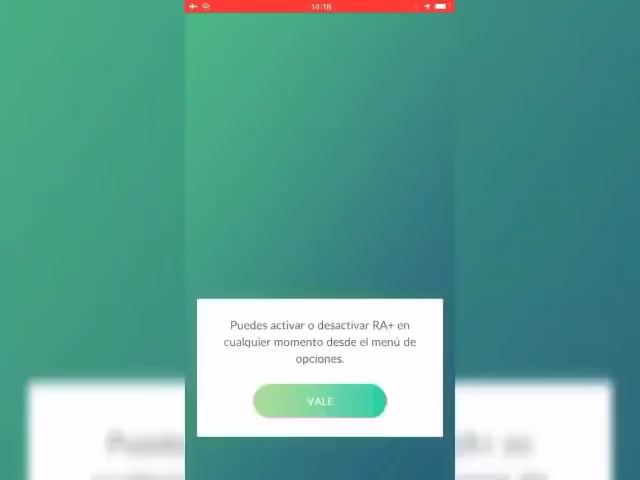 14:18
Puedes activar o desactivar RA+ en
cualquier momento desde el menú de
opciones.
VALE